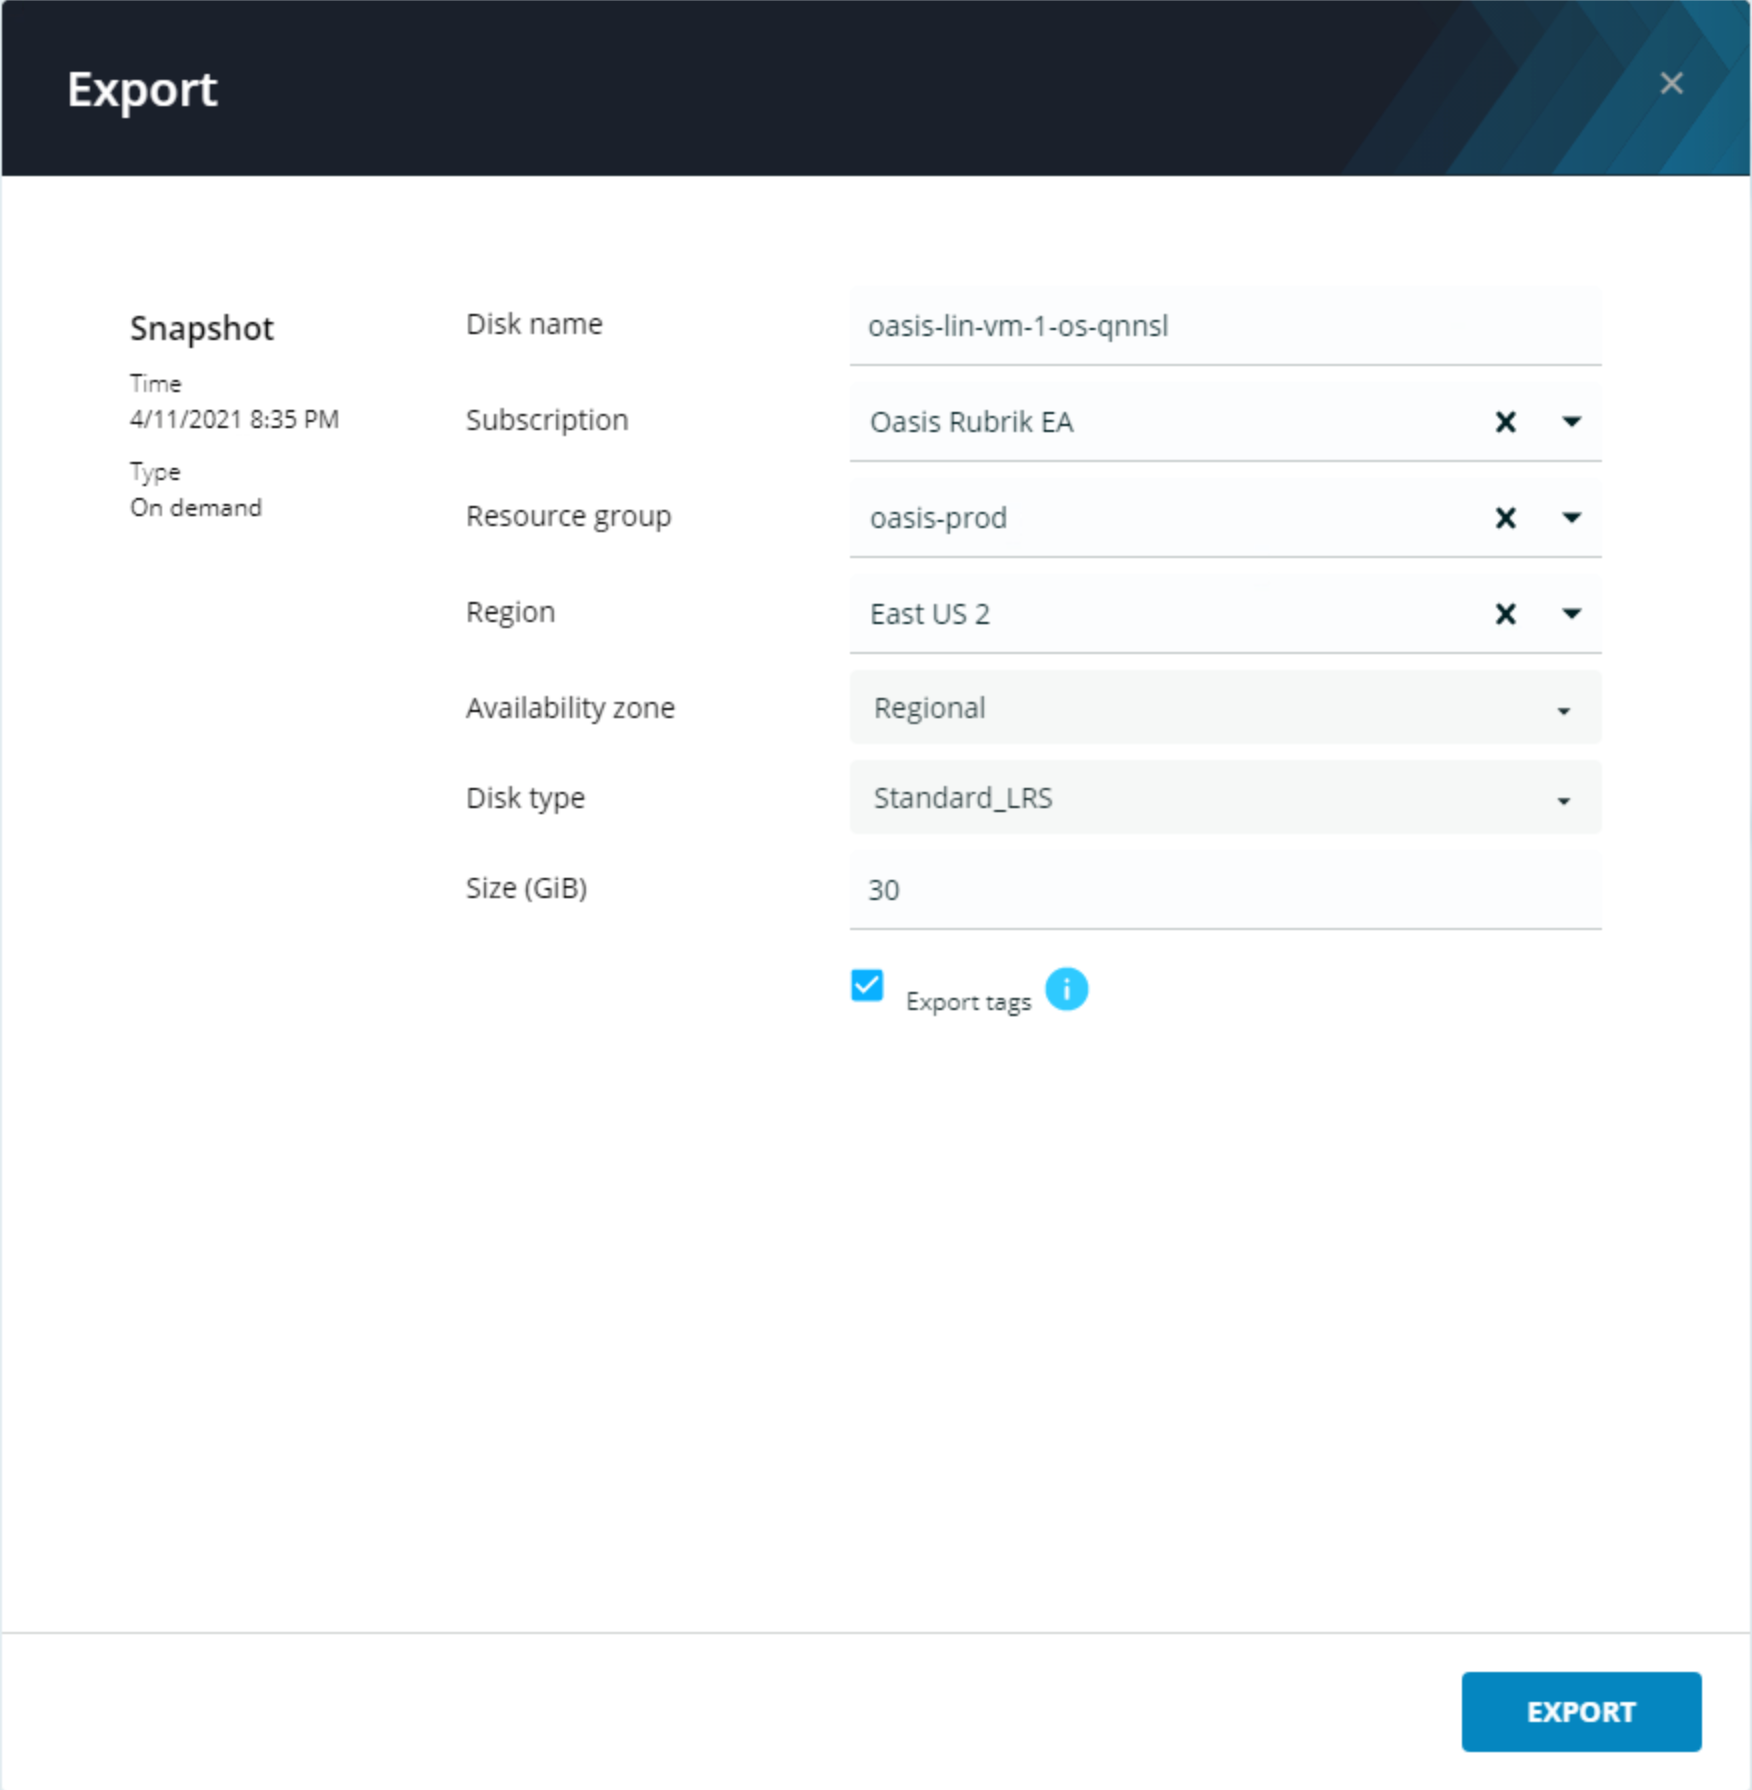 Export
Snapshot
Time
4/11/2021 8:35 PM
Type
On demand
Disk name
oasis-lin-vm-1-os-qnnsl
Subscription
Oasis Rubrik EA
Resource group
oasis-prod
Region
East US 2
Availability zone
Regional
Disk type
Standard_LRS
Size (GiB)
30
Export tags
EXPORT